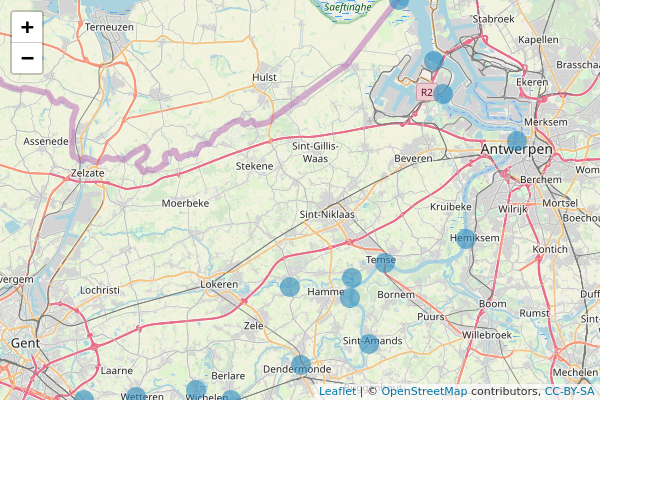 +
−
Saeftinghe
Terneuzen
Stabroek
Kapellen
Brasschaa
Hulst
Ekeren
R2
Merksem
Assenede
Sint-Gillis-
Waas
Antwerpen
Beveren
Stekene
Zelzate
Wom
Berchem
Moerbeke
Kruibeke
Wilrijk
Mortsel
Sint-Niklaas
Boechou
Hemiksem
Kontich
Temse
vergem
Lokeren
Lochristi
Hamme
Bornem
Duff
Boom
Puurs
Rumst
Sint-
Zele
Willebroek
Gent
Sint-Amands
Laarne
Dendermonde
Mechelen
Berlare
Wetteren
Wichelen
Leaflet | © OpenStreetMap contributors, CC-BY-SA